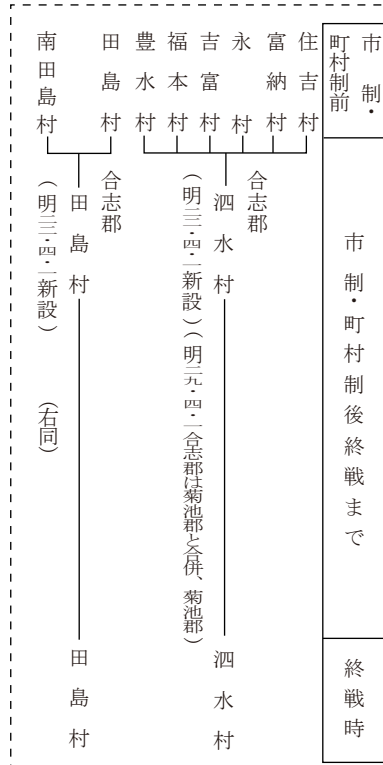 市制・
町村制前
市制・町村制後終戦まで
終戦時
住吉村
富納村
永村
吉富村
福本村
豊水村
合志郡
泗水村
（明二二・四・一新設）（明二九・四・一合志郡は菊池郡と合併、菊池郡）
泗水村
田島村
南田島村
合志郡
田島村
（明二二・四・一新設）
（右同）
田島村